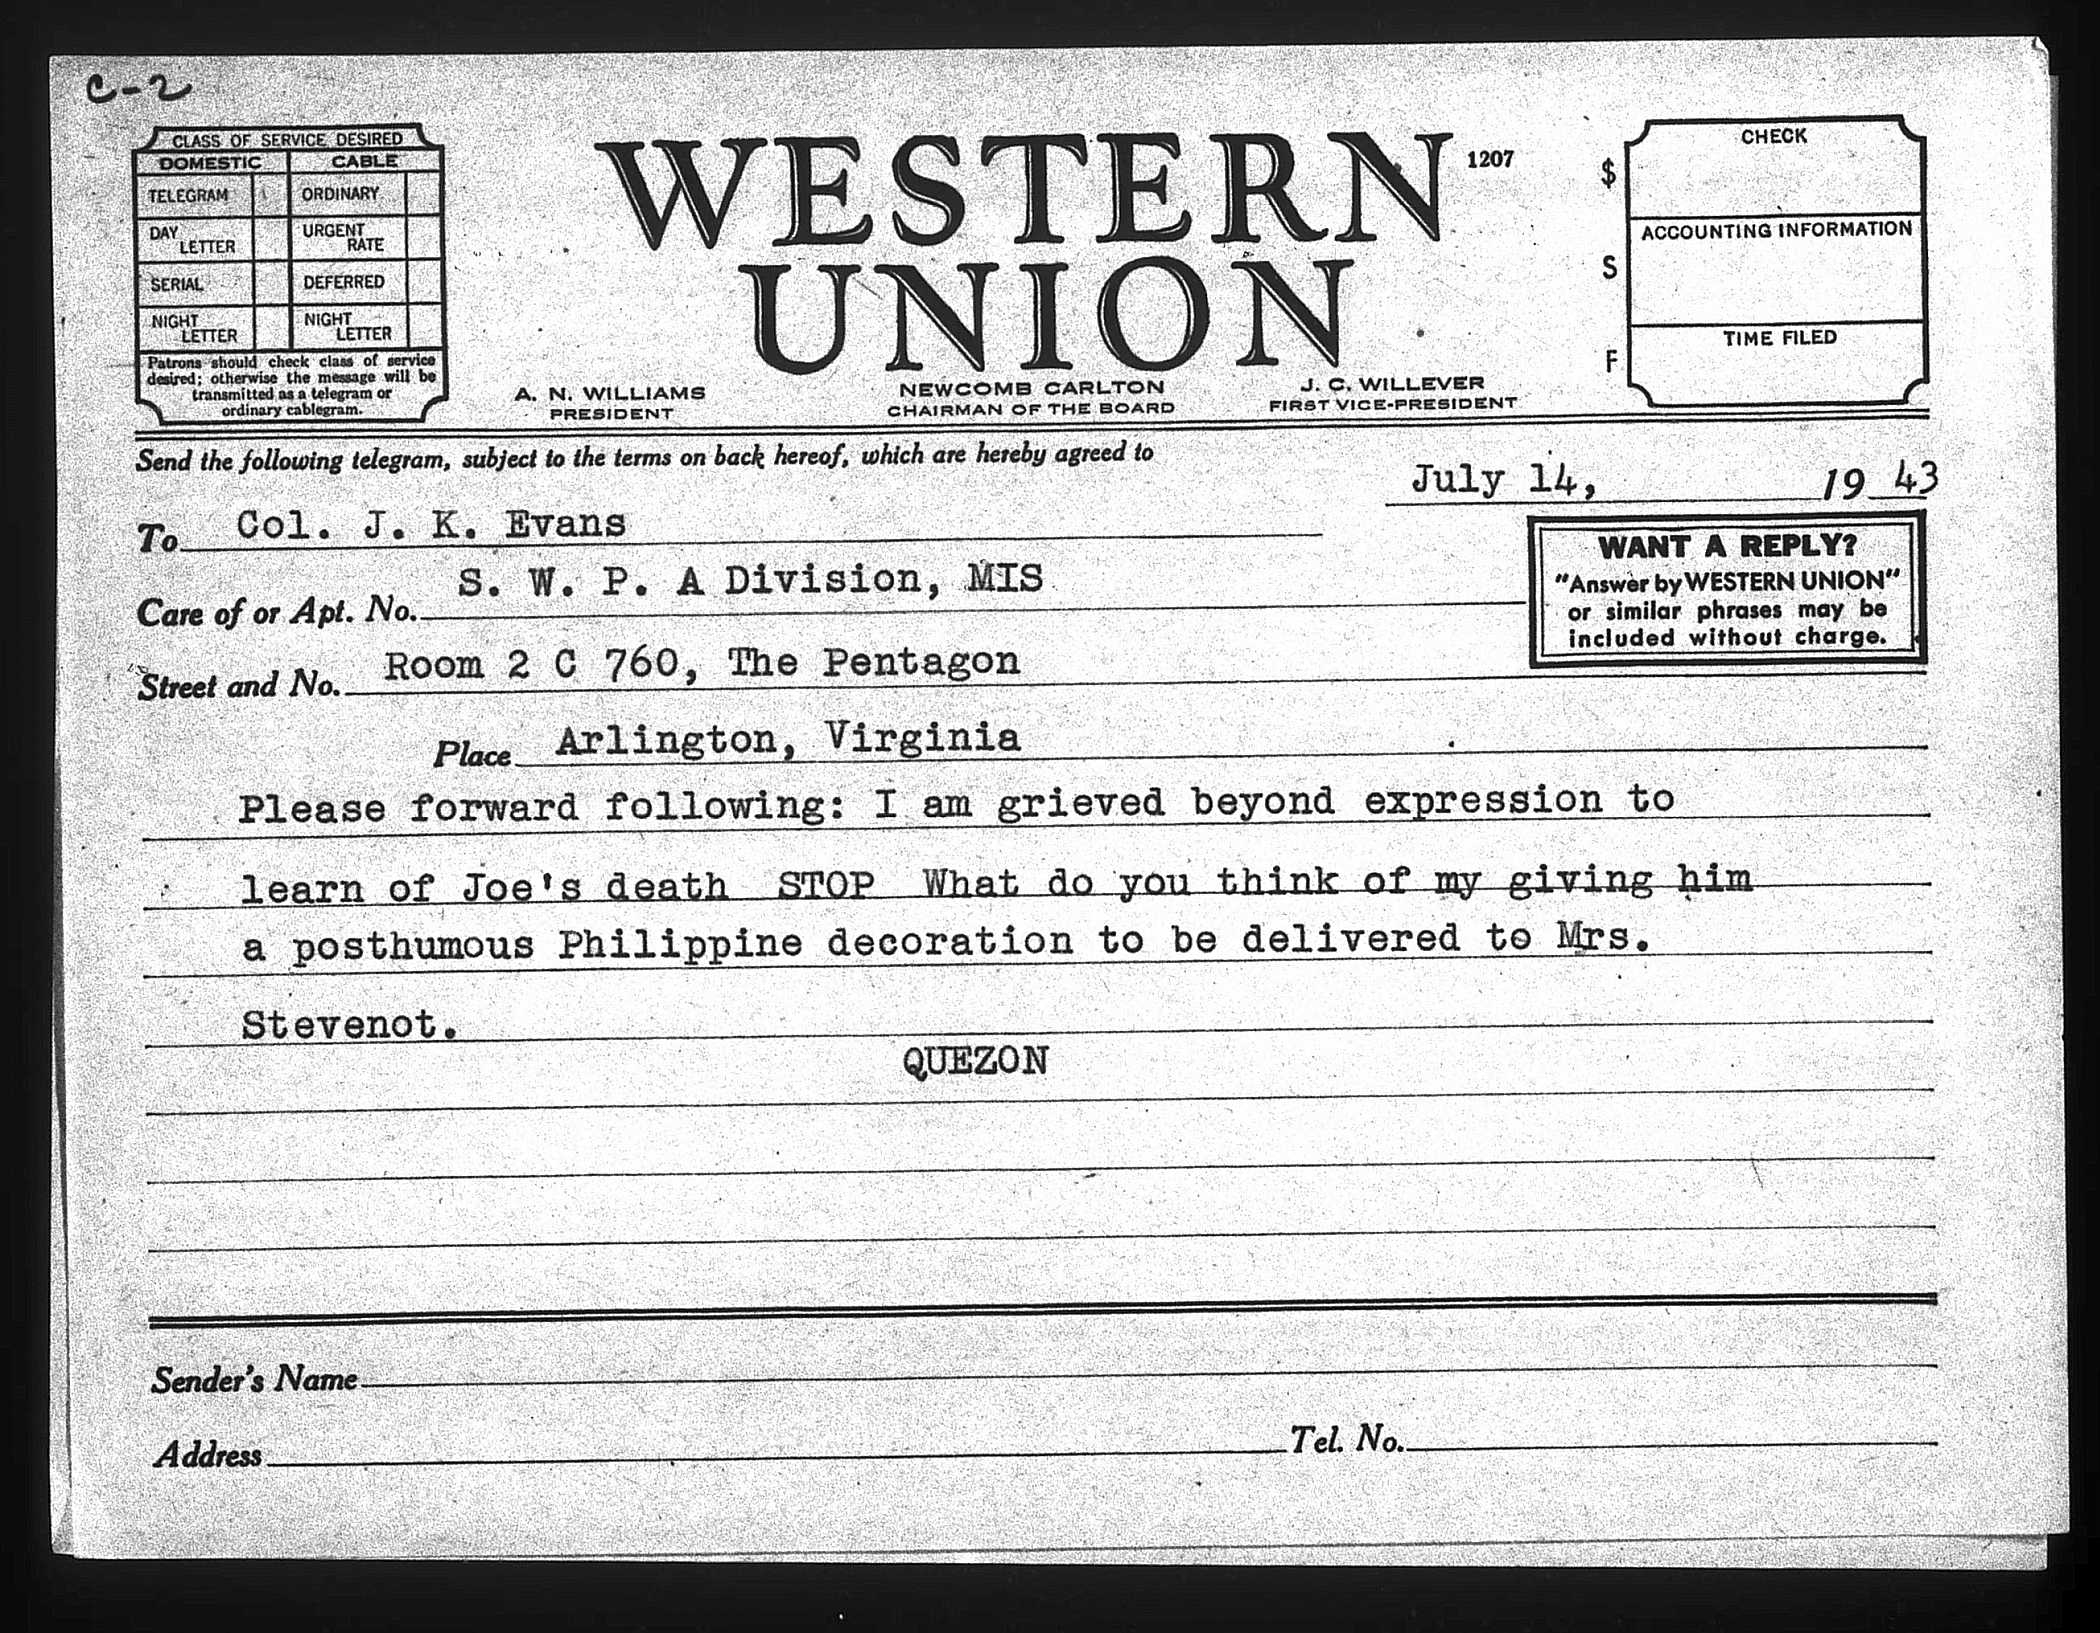 C-2
CLASS OF SERVICE DESIRED
DOMESTIC CABLE
TELEGRAM ORDINARY
DAY LETTER URGENT RATE
SERIAL DEFERRED
NIGHT LETTER NIGHT LETTER
Patrons should check class of service
desired; otherwise the message will be
transmitted as a telegram or
ordinary cablegram.
WESTERN
UNION
1207
A. N. WILLIAMS
PRESIDENT
NEWCOMB CARLTON
CHAIRMAN OF THE BOARD
J. C. WILLEVER
FIRST VICE-PRESIDENT
$ CHECK
S ACCOUNTING INFORMATION
F TIME FILED
Send the following telegram, subject to the terms on back hereof, which are hereby agreed to
July 14, 19 43
To Col. J. K. Evans
Care of or Apt. No. S. W. P. A Division, MIS
Street and No. Room 2 C 760, The Pentagon
Place Arlington, Virginia
WANT A REPLY?
"Answer by WESTERN UNION"
or similar phrases may be
included without charge.
Please forward following: I am grieved beyond expression to
learn of Joe's death STOP What do you think of my giving him
a posthumous Philippine decoration to be delivered to Mrs.
Stevenot.
QUEZON
Sender's Name
Address Tel. No.